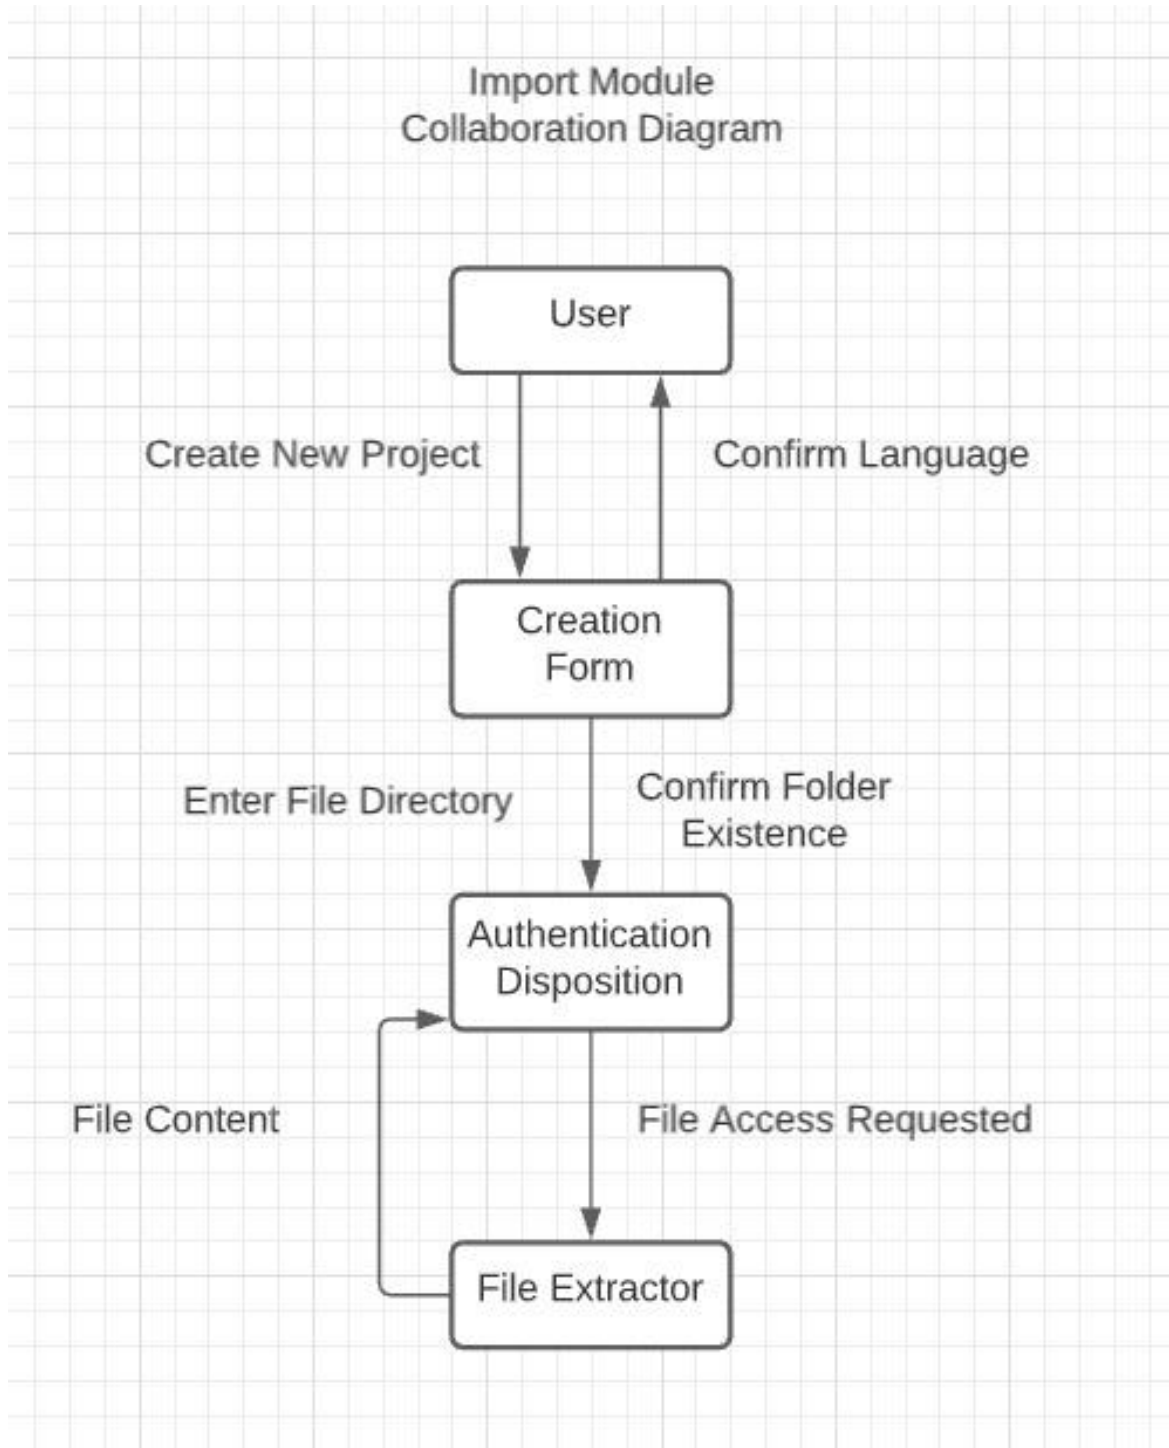 Import Module
Collaboration Diagram
User
Create New Project
Confirm Language
Creation
Form
Enter File Directory
Confirm Folder
Existence
Authentication
Disposition
File Content
File Access Requested
File Extractor